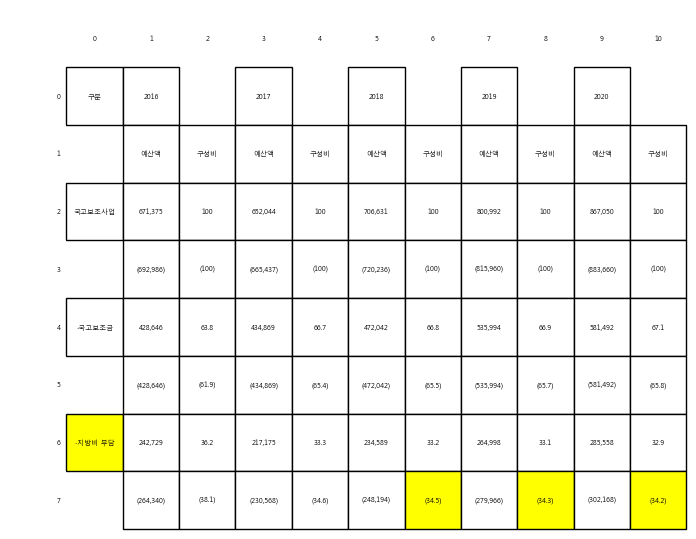 0 1 2 3 4 5 6 7 8 9 10
0 구분 2016 2017 2018 2019 2020
1 예산액 구성비 예산액 구성비 예산액 구성비 예산액 구성비 예산액 구성비
2 국고보조사업 671,375 100 652,044 100 706,631 100 800,992 100 867,050 100
3 (692,986) (100) (665,437) (100) (720,236) (100) (815,960) (100) (883,660) (100)
4 -국고보조금 428,646 63.8 434,869 66.7 472,042 66.8 535,994 66.9 581,492 67.1
5 (428,646) (61.9) (434,869) (65.4) (472,042) (65.5) (535,994) (65.7) (581,492) (65.8)
6 -지방비 부담 242,729 36.2 217,175 33.3 234,589 33.2 264,998 33.1 285,558 32.9
7 (264,340) (38.1) (230,568) (34.6) (248,194) (34.5) (279,966) (34.3) (302,168) (34.2)